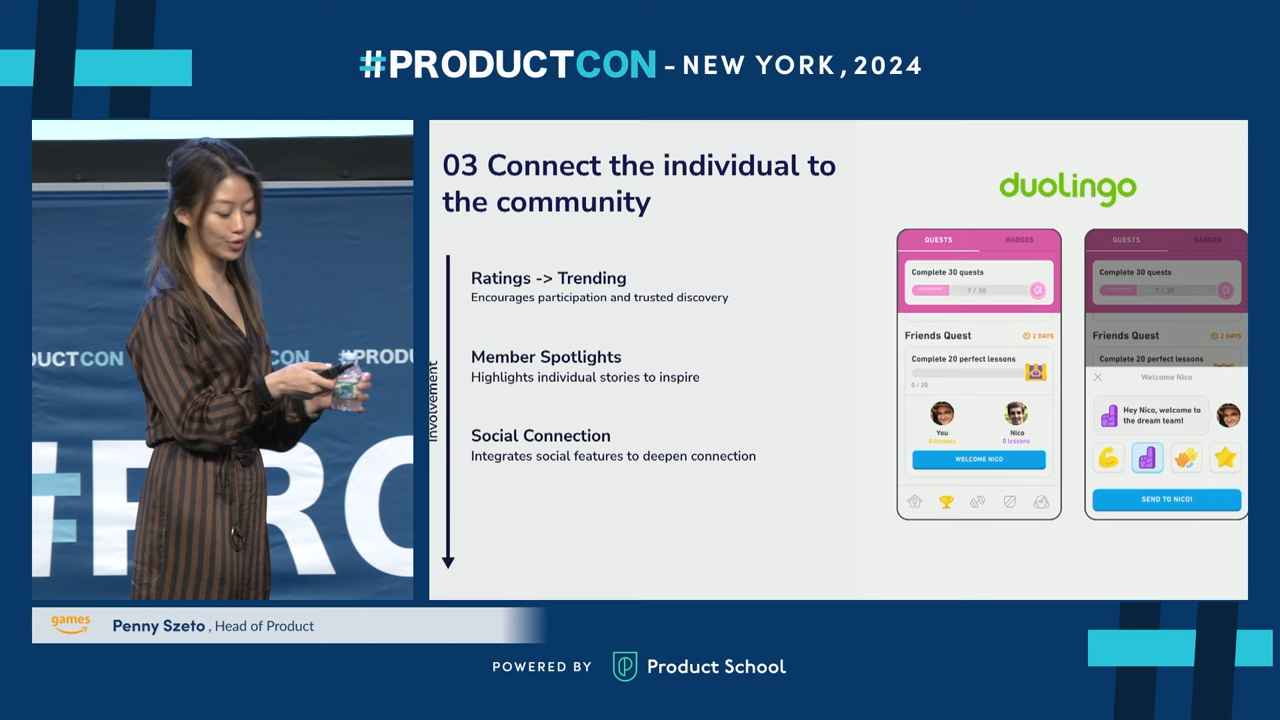 #PRODUCTCON - NEW YORK, 2024
DUCTCON
CON
#PRODU
#PRO
03 Connect the individual to
the community
Involvement
Ratings -> Trending
Encourages participation and trusted discovery
Member Spotlights
Highlights individual stories to inspire
Social Connection
Integrates social features to deepen connection
duolingo
QUESTS
BADGES
Complete 30 quests
7 / 30
Friends Quest
2 DAYS
Complete 20 perfect lessons
0 / 20
You
0 lessons
Nico
0 lessons
WELCOME NICO
QUESTS
BADGES
Complete 30 quests
7 / 30
Friends Quest
2 DAYS
Complete 20 perfect lessons
Welcome Nico
Hey Nico, welcome to
the dream team!
SEND TO NICO!
games
Penny Szeto, Head of Product
POWERED BY Product School